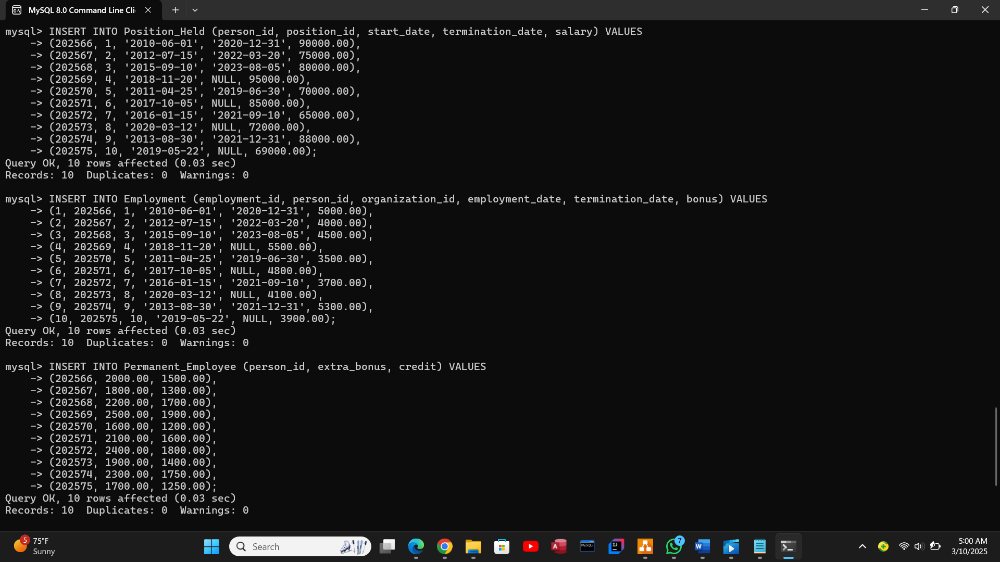 MySQL 8.0 Command Line Cli
mysql> INSERT INTO Position_Held (person_id, position_id, start_date, termination_date, salary) VALUES
    -> (202566, 1, '2010-06-01', '2020-12-31', 90000.00),
    -> (202567, 2, '2012-07-15', '2022-03-20', 75000.00),
    -> (202568, 3, '2015-09-10', '2023-08-05', 80000.00),
    -> (202569, 4, '2018-11-20', NULL, 95000.00),
    -> (202570, 5, '2011-04-25', '2019-06-30', 70000.00),
    -> (202571, 6, '2017-10-05', NULL, 85000.00),
    -> (202572, 7, '2016-01-15', '2021-09-10', 65000.00),
    -> (202573, 8, '2020-03-12', NULL, 72000.00),
    -> (202574, 9, '2013-08-30', '2021-12-31', 88000.00),
    -> (202575, 10, '2019-05-22', NULL, 69000.00);
Query OK, 10 rows affected (0.03 sec)
Records: 10  Duplicates: 0  Warnings: 0
mysql> INSERT INTO Employment (employment_id, person_id, organization_id, employment_date, termination_date, bonus) VALUES
    -> (1, 202566, 1, '2010-06-01', '2020-12-31', 5000.00),
    -> (2, 202567, 2, '2012-07-15', '2022-03-20', 4000.00),
    -> (3, 202568, 3, '2015-09-10', '2023-08-05', 4500.00),
    -> (4, 202569, 4, '2018-11-20', NULL, 5500.00),
    -> (5, 202570, 5, '2011-04-25', '2019-06-30', 3500.00),
    -> (6, 202571, 6, '2017-10-05', NULL, 4800.00),
    -> (7, 202572, 7, '2016-01-15', '2021-09-10', 3700.00),
    -> (8, 202573, 8, '2020-03-12', NULL, 4100.00),
    -> (9, 202574, 9, '2013-08-30', '2021-12-31', 5300.00),
    -> (10, 202575, 10, '2019-05-22', NULL, 3900.00);
Query OK, 10 rows affected (0.03 sec)
Records: 10  Duplicates: 0  Warnings: 0
mysql> INSERT INTO Permanent_Employee (person_id, extra_bonus, credit) VALUES
    -> (202566, 2000.00, 1500.00),
    -> (202567, 1800.00, 1300.00),
    -> (202568, 2200.00, 1700.00),
    -> (202569, 2500.00, 1900.00),
    -> (202570, 1600.00, 1200.00),
    -> (202571, 2100.00, 1600.00),
    -> (202572, 2400.00, 1800.00),
    -> (202573, 1900.00, 1400.00),
    -> (202574, 2300.00, 1750.00),
    -> (202575, 1700.00, 1250.00);
Query OK, 10 rows affected (0.03 sec)
Records: 10  Duplicates: 0  Warnings: 0
5
75°F
Sunny
Search
7
5:00 AM
3/10/2025